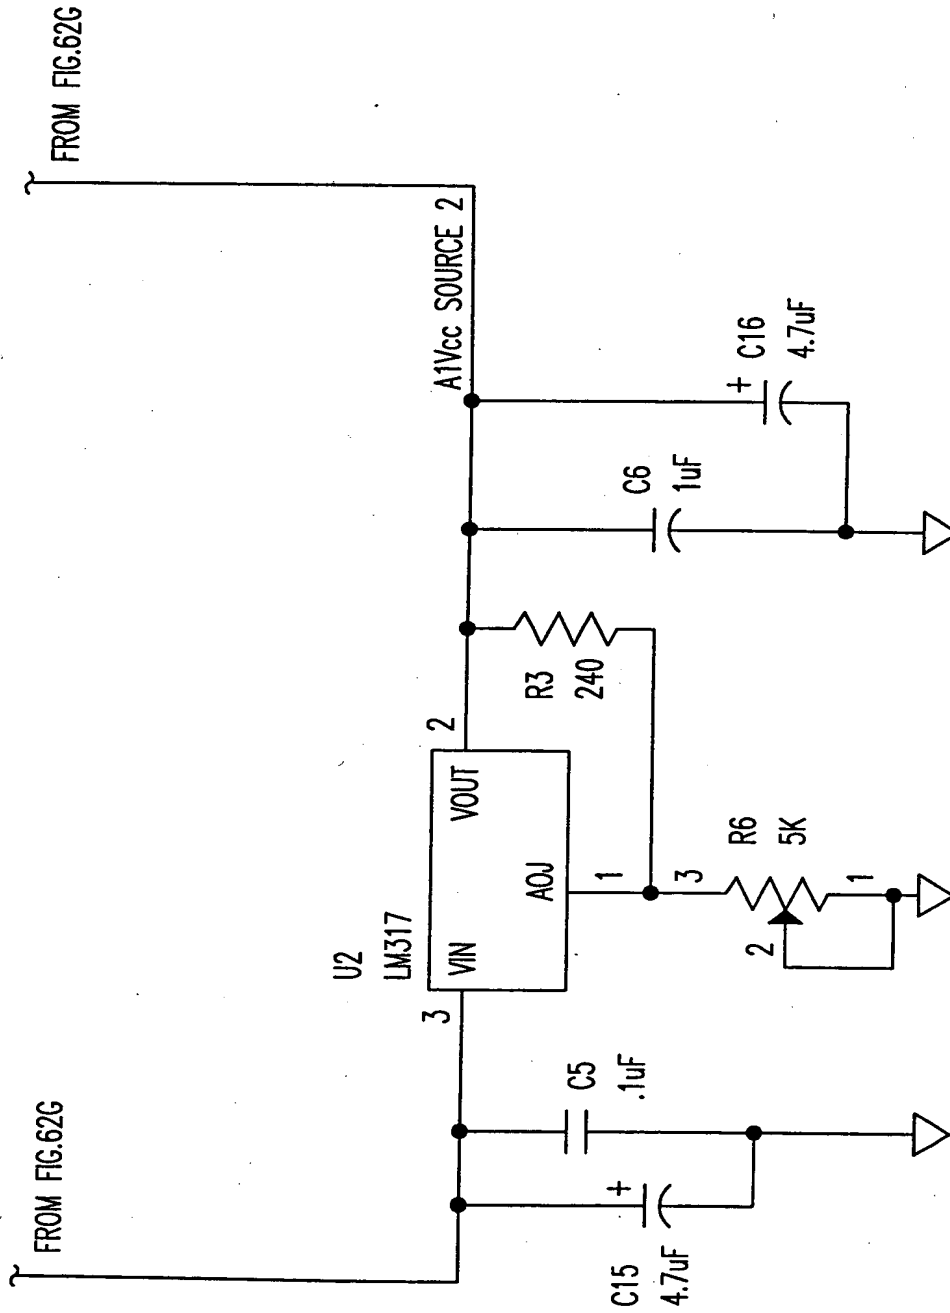 FROM FIG.62G
FROM FIG.62G
U2
LM317
3
VIN
VOUT
2
AOJ
1
A1Vcc SOURCE 2
C15
4.7uF
+
C5
.1uF
R3
240
3
R6
5K
2
1
C6
1uF
+
C16
4.7uF